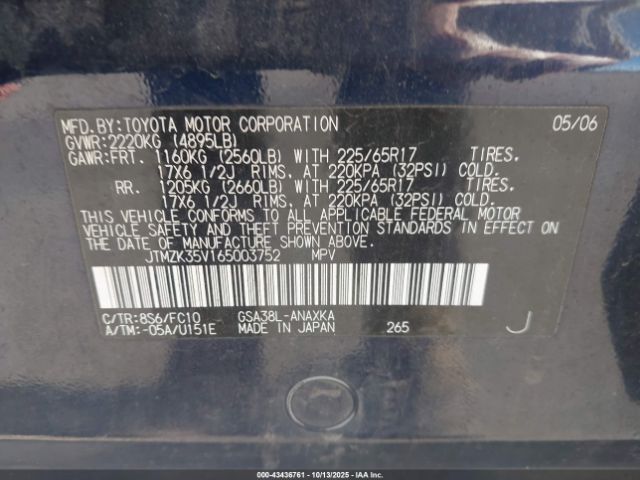 MFD.BY:TOYOTA MOTOR CORPORATION 05/06
GVWR:2220KG (4895LB)
GAWR:FRT. 1160KG (2560LB) WITH 225/65R17 TIRES.
17X6 1/2J RIMS. AT 220KPA (32PSI) COLD.
RR. 1205KG (2660LB) WITH 225/65R17 TIRES.
17X6 1/2J RIMS. AT 220KPA (32PSI) COLD.
THIS VEHICLE CONFORMS TO ALL APPLICABLE FEDERAL MOTOR
VEHICLE SAFETY AND THEFT PREVENTION STANDARDS IN EFFECT ON
THE DATE OF MANUFACTURE SHOWN ABOVE.
JTMZK35V165003752 MPV
C/TR:8S6/FC10 GSA38L-ANAXKA
A/TM:-05A/U151E MADE IN JAPAN 265 J
000-43436761 - 10/13/2025 - IAAI.COM